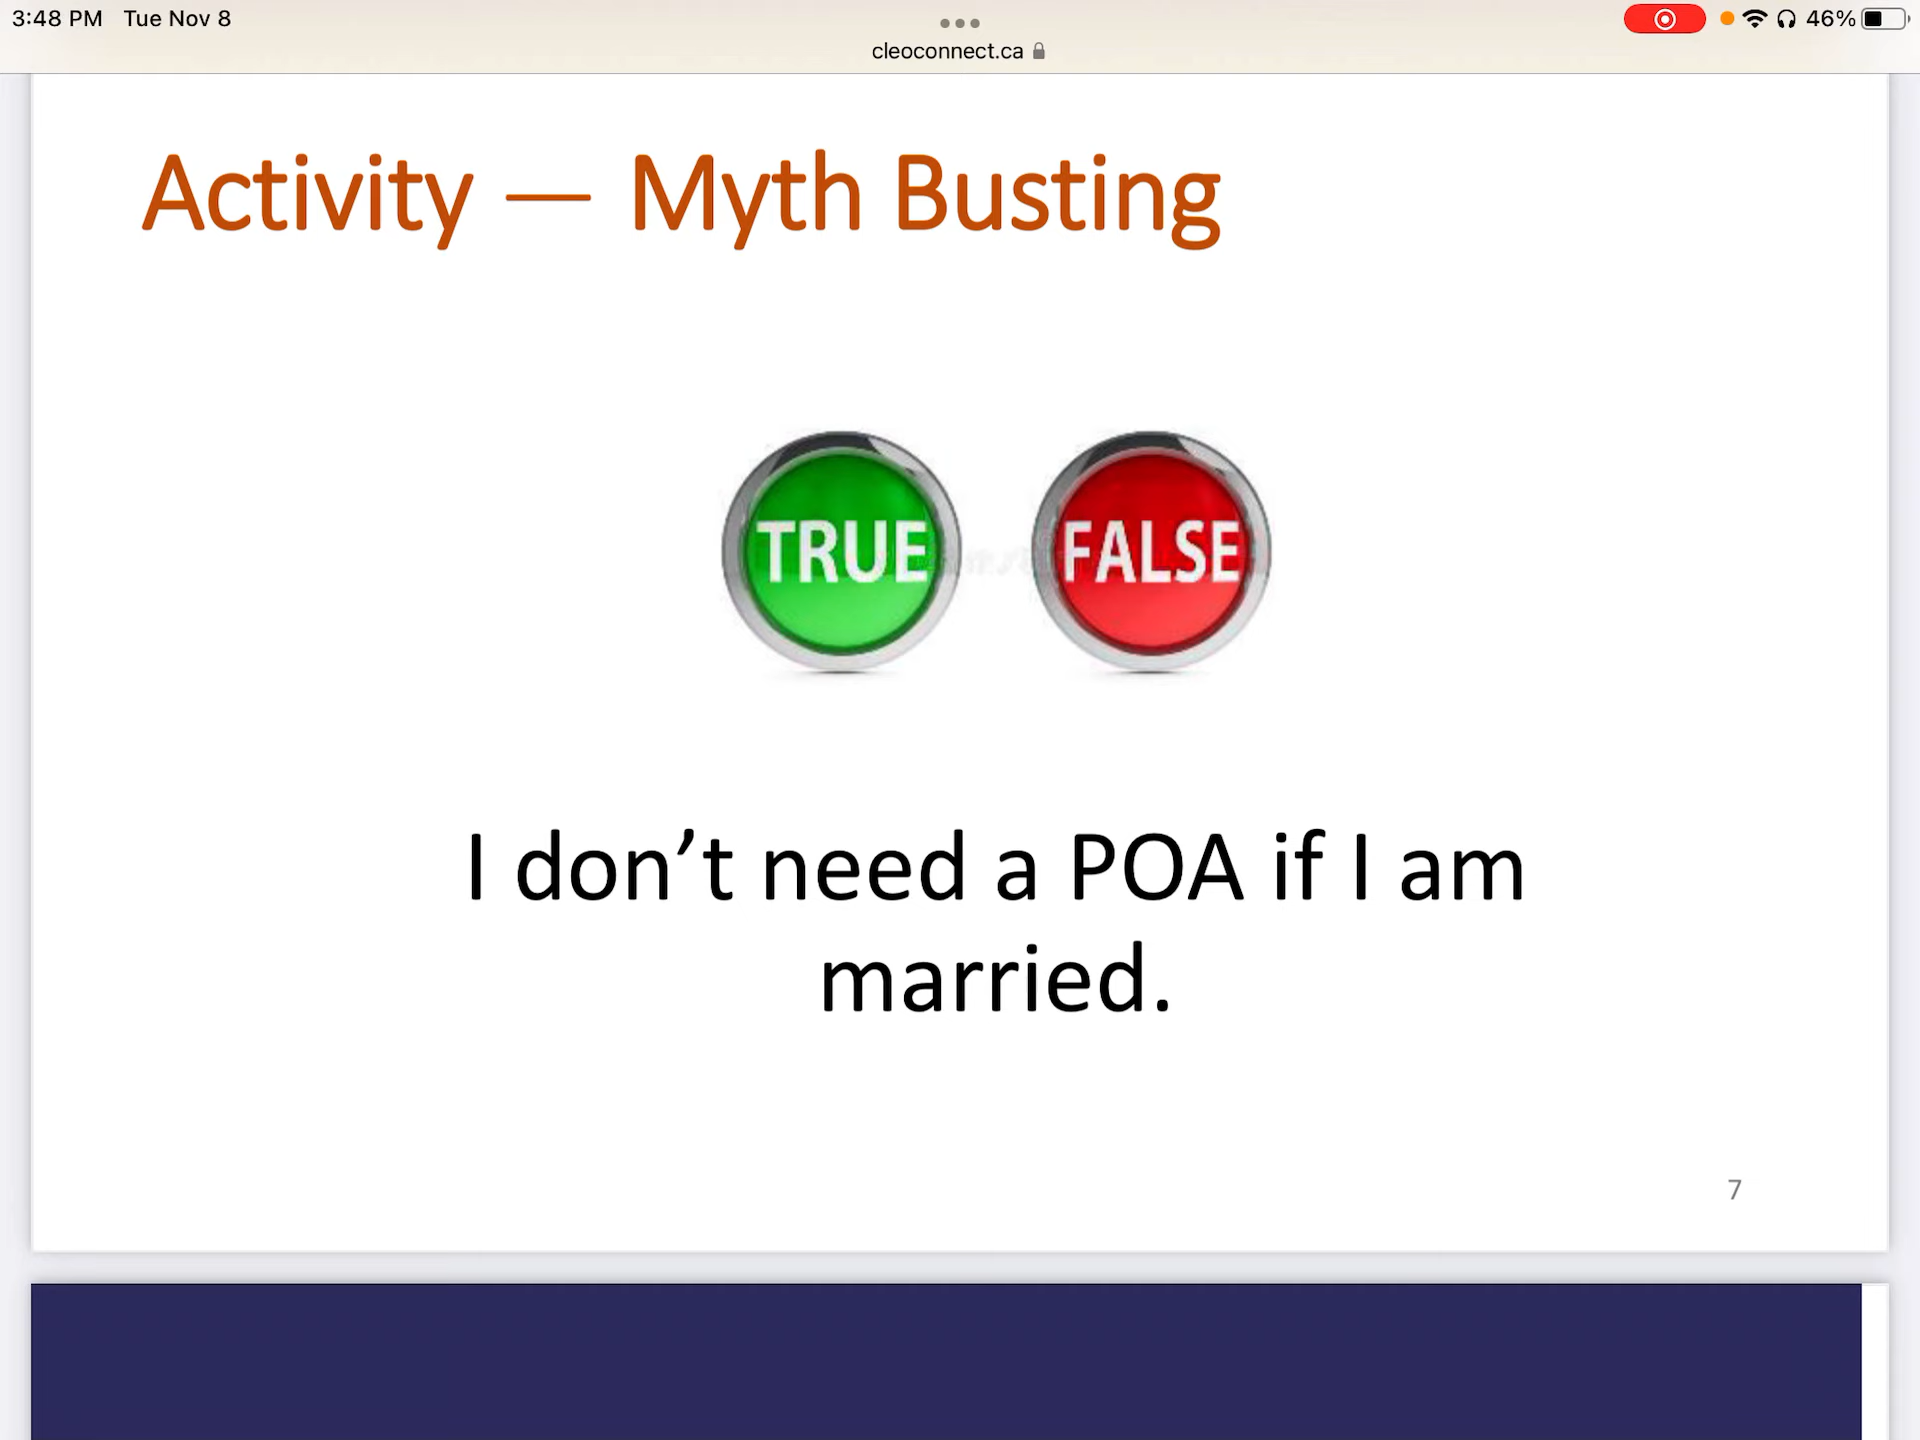 3:48 PM Tue Nov 8
46%
cleoconnect.ca
Activity — Myth Busting
TRUE FALSE
I don’t need a POA if I am
married.
7